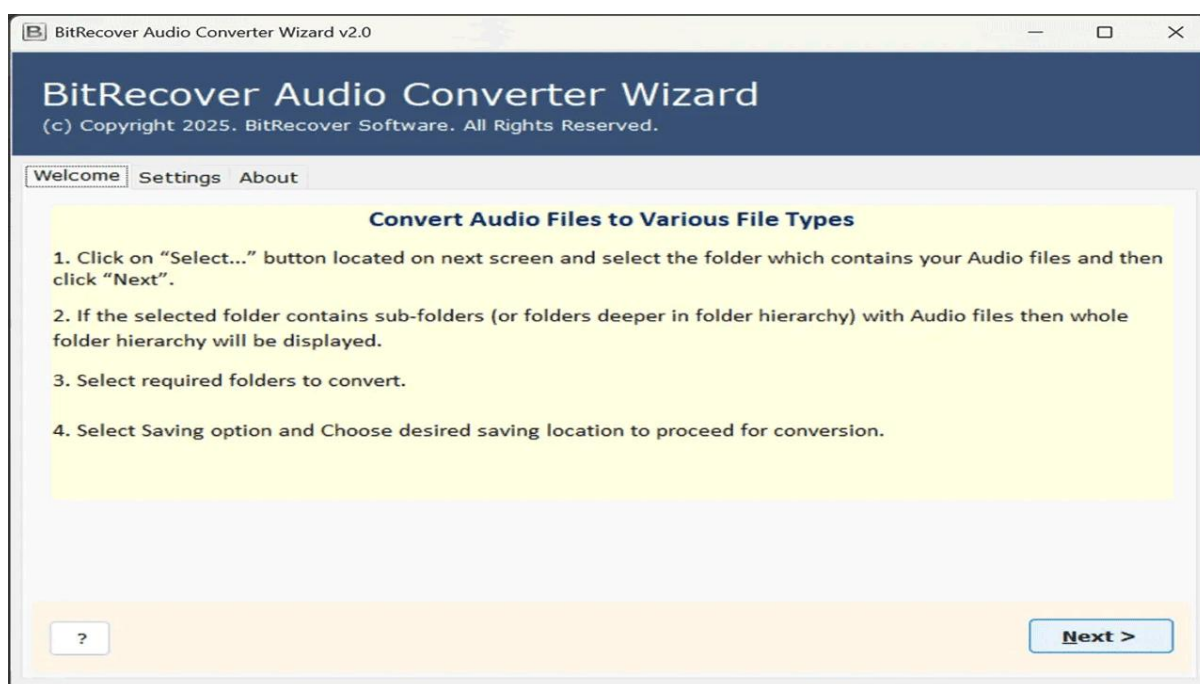 BitRecover Audio Converter Wizard v2.0
BitRecover Audio Converter Wizard
(c) Copyright 2025. BitRecover Software. All Rights Reserved.
Welcome Settings About
Convert Audio Files to Various File Types
1. Click on “Select...” button located on next screen and select the folder which contains your Audio files and then
click “Next”.
2. If the selected folder contains sub-folders (or folders deeper in folder hierarchy) with Audio files then whole
folder hierarchy will be displayed.
3. Select required folders to convert.
4. Select Saving option and Choose desired saving location to proceed for conversion.
? Next >